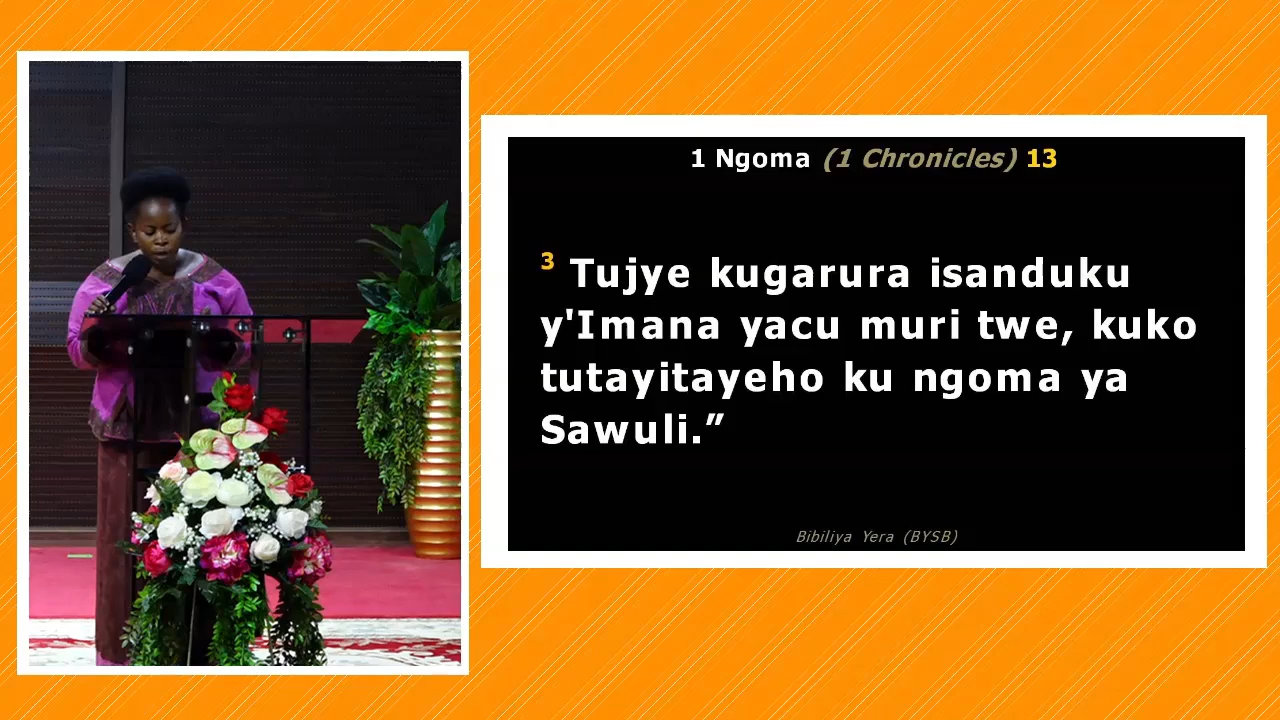 1 Ngoma (1 Chronicles) 13
3 Tujye kugarura isanduku
y'Imana yacu muri twe, kuko
tutayitayeho ku ngoma ya
Sawuli.”
Bibiliya Yera (BYSB)